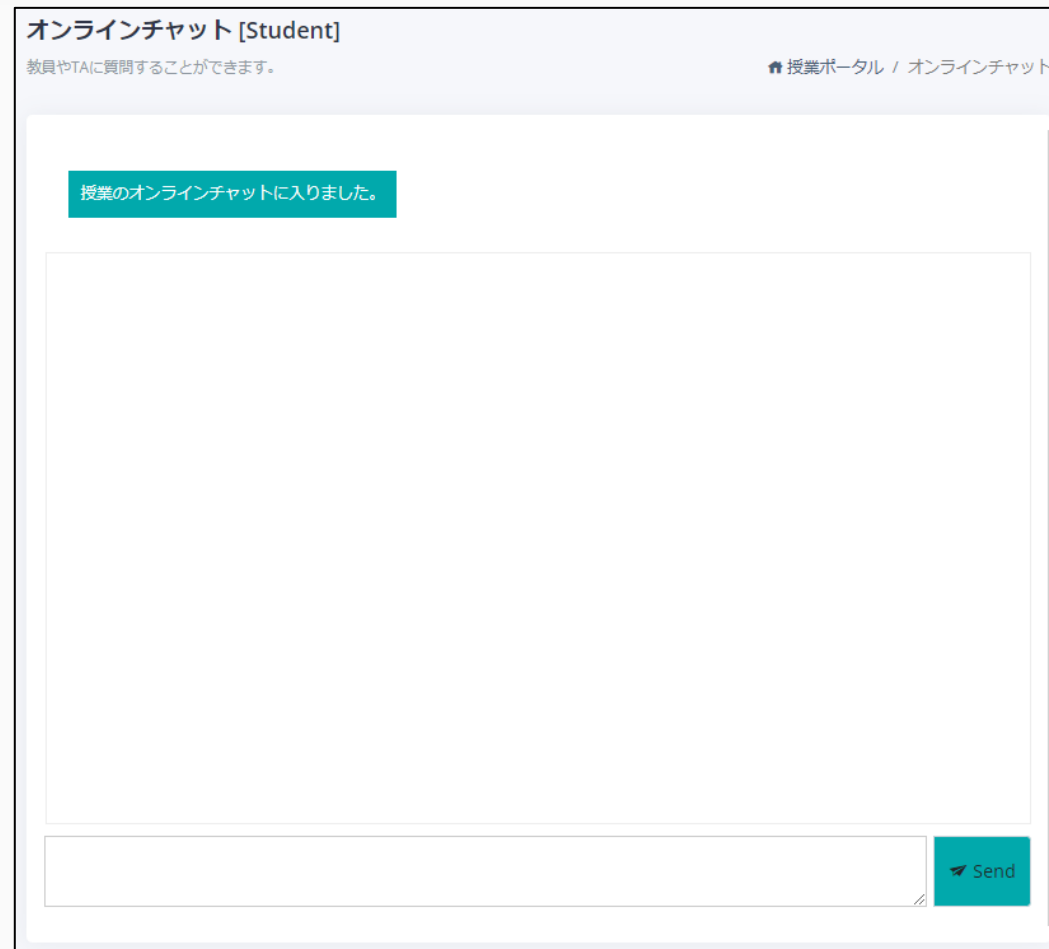 オンラインチャット [Student]
教員やTAに質問することができます。
授業ポータル / オンラインチャット
授業のオンラインチャットに入りました。
Send